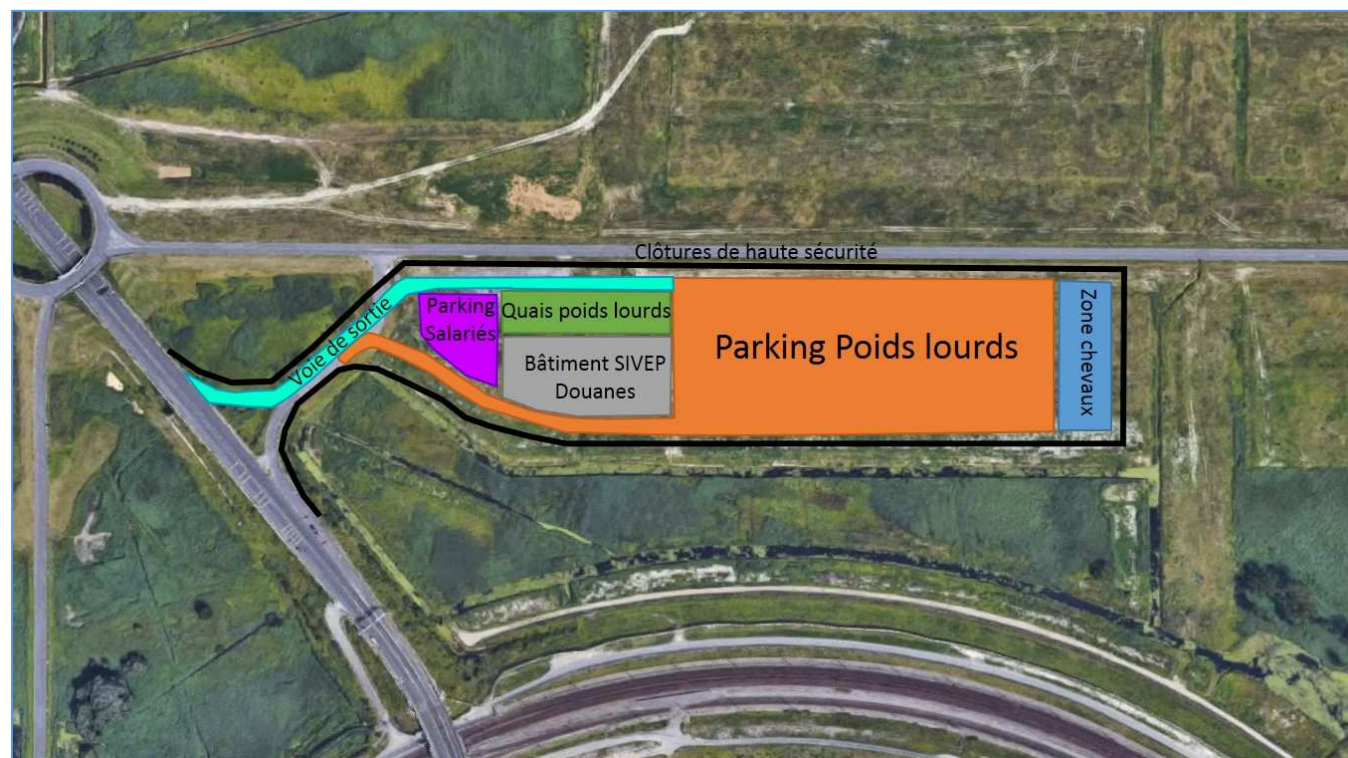 Clôtures de haute sécurité
Voie de sortie
Parking
Salariés
Quais poids lourds
Bâtiment SIVEP
Douanes
Parking Poids lourds
Zone chevaux